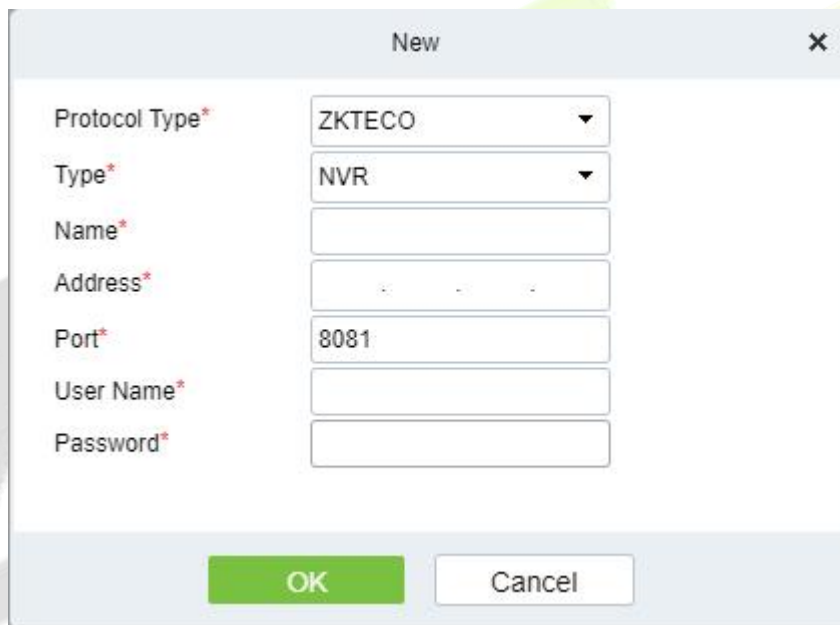 New ×
Protocol Type* ZKTECO
Type* NVR
Name*
Address* . . .
Port* 8081
User Name*
Password*
OK Cancel